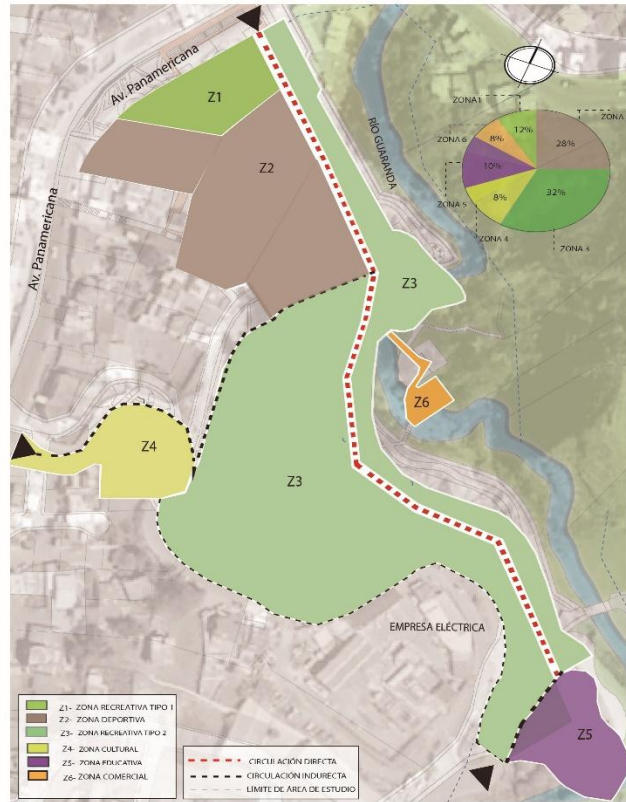 Av. Panamericana
Z1
RÍO GUARANDA
ZONA 1
12%
ZONA
ZONA 6
8%
28%
10%
ZONA 5
8%
32%
ZONA 4
ZONA
Z2
Av. Panamericana
Z3
Z6
Z4
Z3
EMPRESA ELÉCTRICA
Z5
Z1- ZONA RECREATIVA TIPO 1
Z2- ZONA DEPORTIVA
Z3- ZONA RECREATIVA TIPO 2
Z4- ZONA CULTURAL
Z5- ZONA EDUCATIVA
Z6- ZONA COMERCIAL
CIRCULACIÓN DIRECTA
CIRCULACIÓN INDURECTA
LÍMITE DE ÁREA DE ESTUDIO